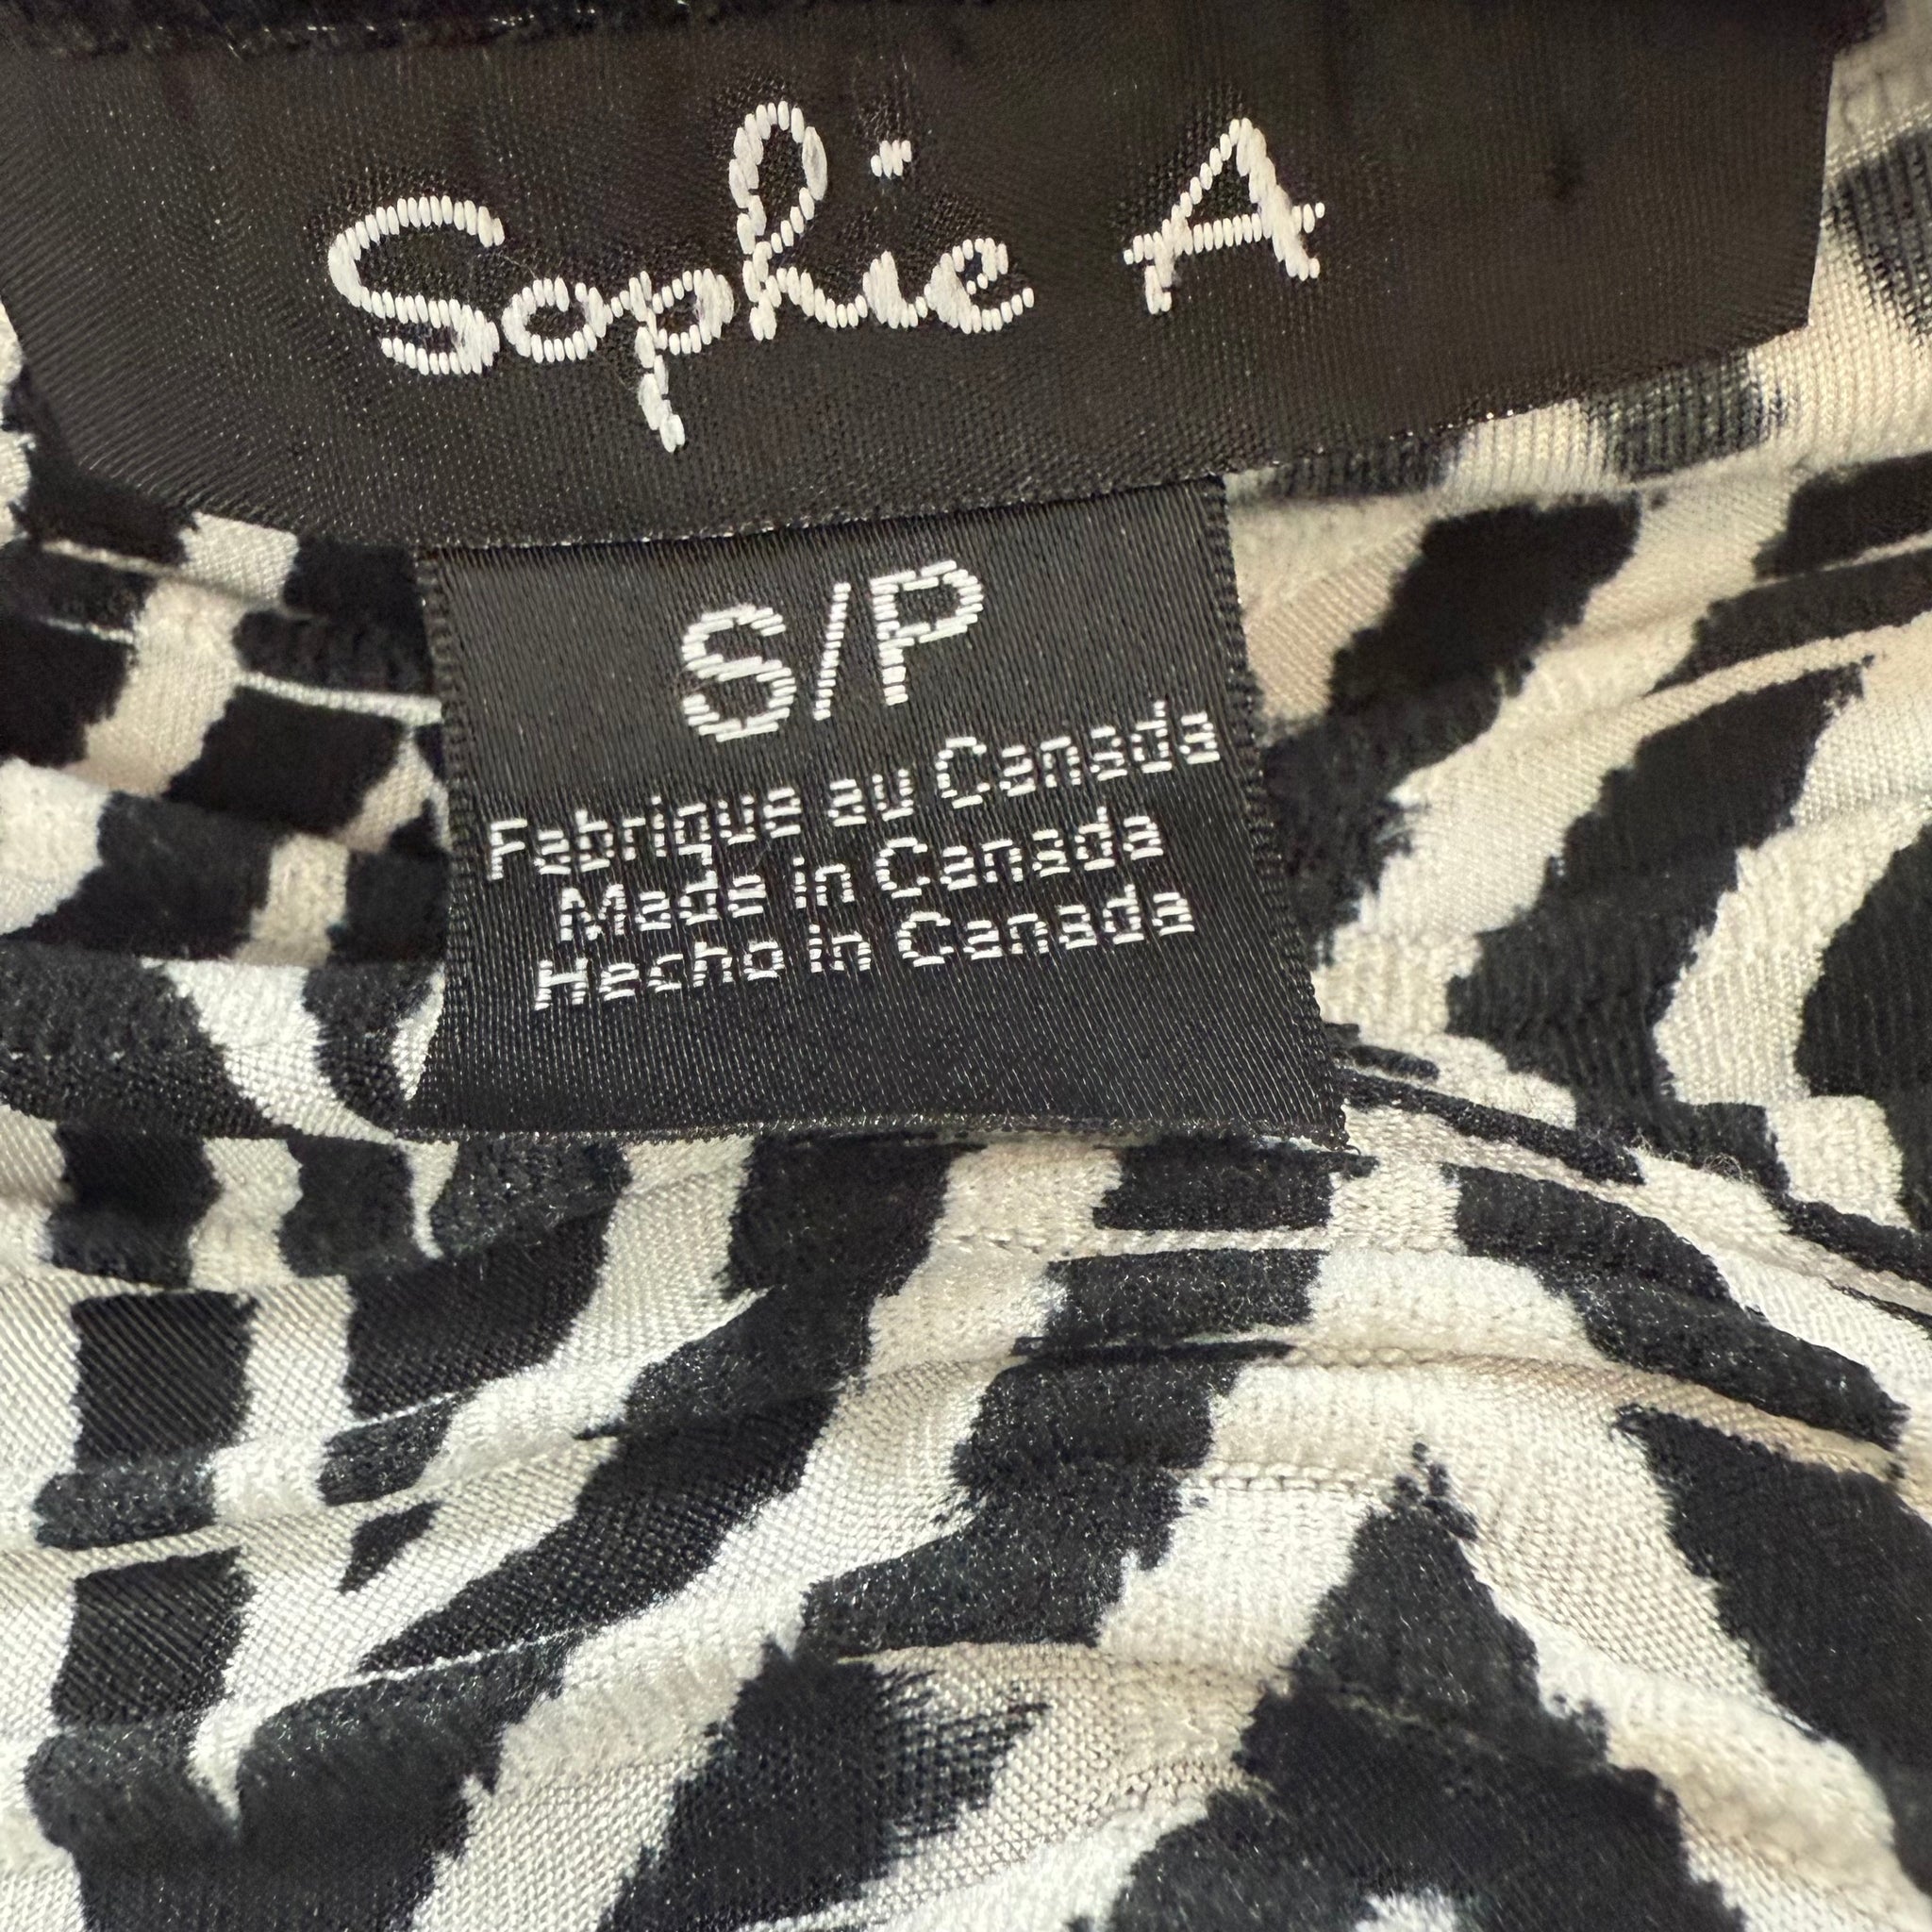 Sophie A
S/P
Fabrique au Canada
Made in Canada
Hecho in Canada